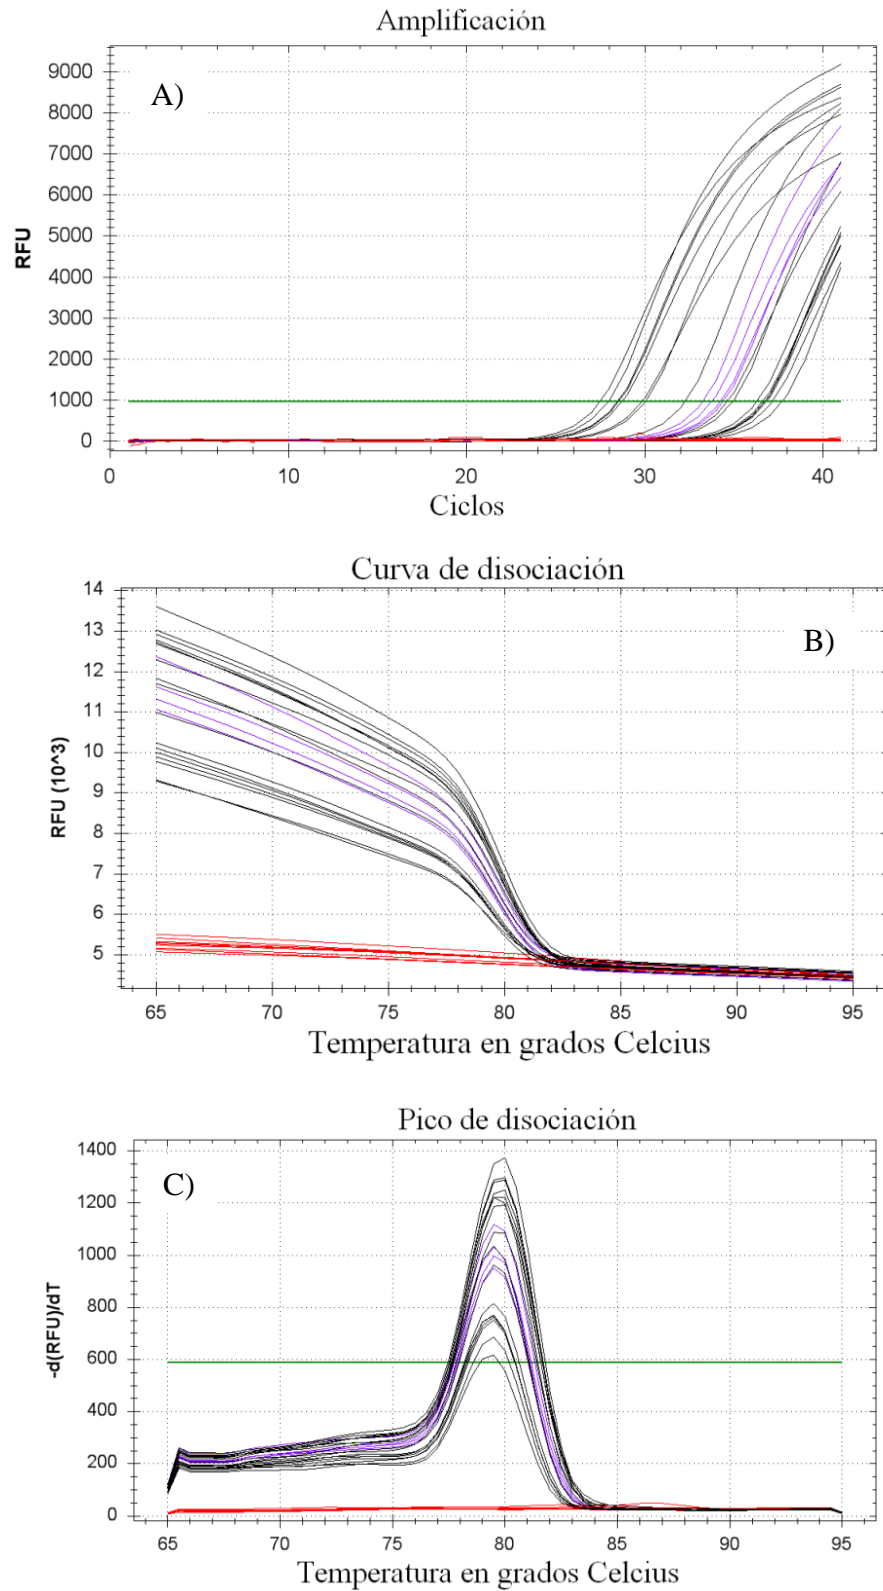 Amplificación
A)
9000
8000
7000
6000
5000
4000
3000
2000
1000
0
RFU
0 10 20 30 40
Ciclos
Curva de disociación
B)
14
13
12
11
10
9
8
7
6
5
RFU (10^3)
65 70 75 80 85 90 95
Temperatura en grados Celcius
Pico de disociación
C)
1400
1200
1000
800
600
400
200
0
-d(RFU)/dT
65 70 75 80 85 90 95
Temperatura en grados Celcius